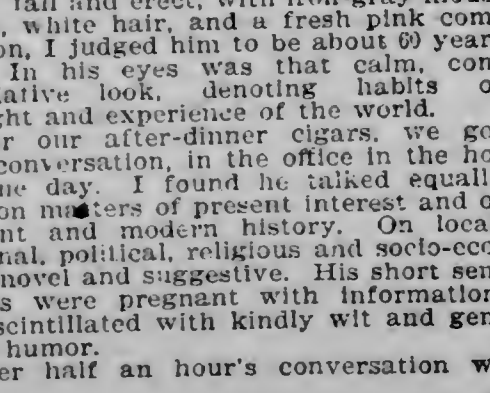 tall and erect, with iron gray
, white hair, and a fresh pink com
on, I judged him to be about 60 year
In his eyes was that calm, con
lative look, denoting habits o
ght and experience of the world.
r our after-dinner cigars, we go
conversation, in the office in the ho
ne day. I found he talked equall
on matters of present interest and o
nt and modern history. On loca
nal, political, religious and socio-eco
novel and suggestive. His short sen
s were pregnant with information
scintillated with kindly wit and gen
humor.
er half an hour's conversation w